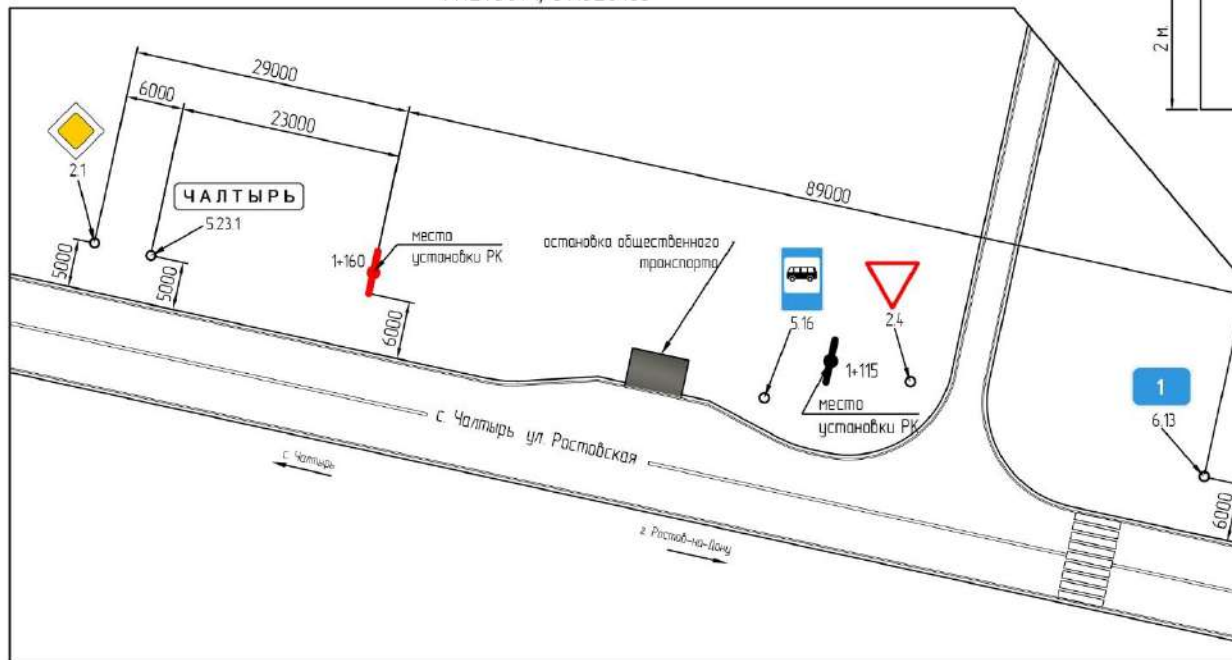 2 м.
29000
6000
23000
89000
2.1
ЧАЛТЫРЬ
5.23.1
5000
5000
1+160
место
установки РК
6000
остановка общественного
транспорта
5.16
2.4
1+115
место
установки РК
1
6.13
6000
с. Чалтырь ул. Ростовская
с. Чалтырь
г. Ростов-на-Дону